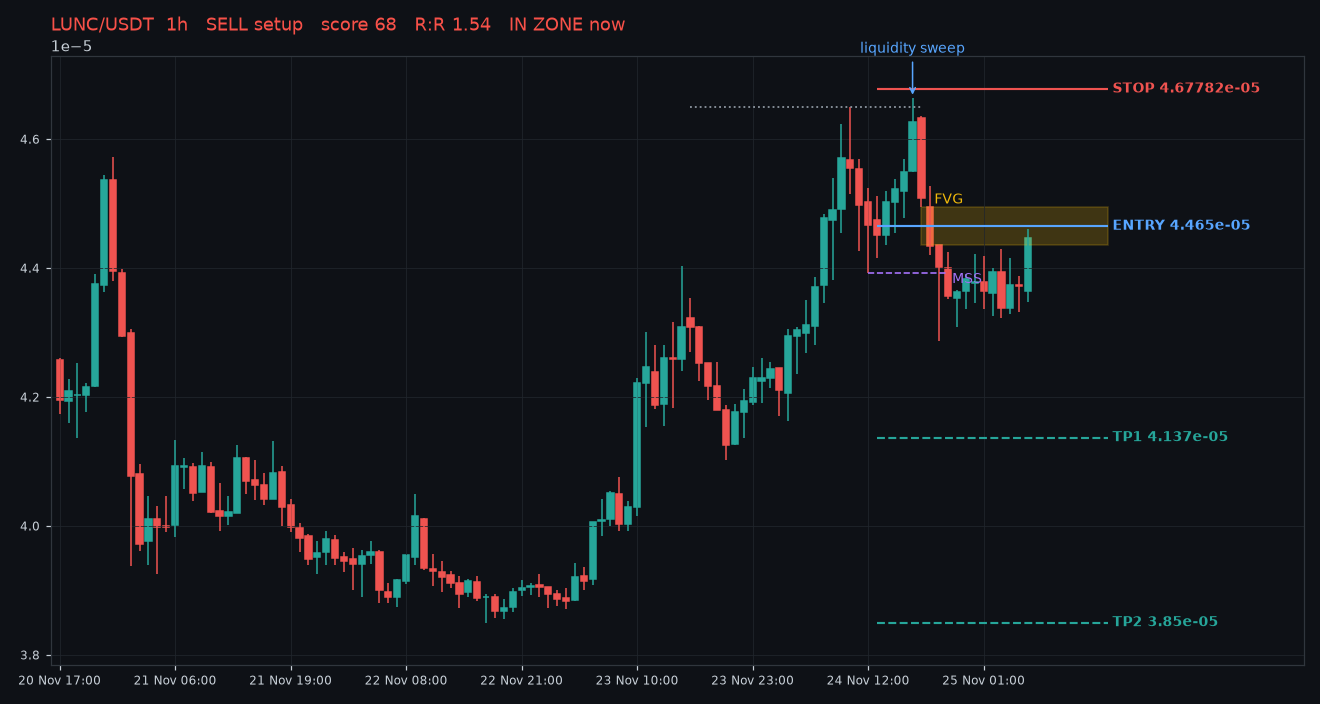 LUNC/USDT 1h SELL setup score 68 R:R 1.54 IN ZONE now
1e−5
liquidity sweep
STOP 4.67782e-05
4.6
FVG
ENTRY 4.465e-05
4.4
MSS
4.2
TP1 4.137e-05
4.0
TP2 3.85e-05
3.8
20 Nov 17:00 21 Nov 06:00 21 Nov 19:00 22 Nov 08:00 22 Nov 21:00 23 Nov 10:00 23 Nov 23:00 24 Nov 12:00 25 Nov 01:00